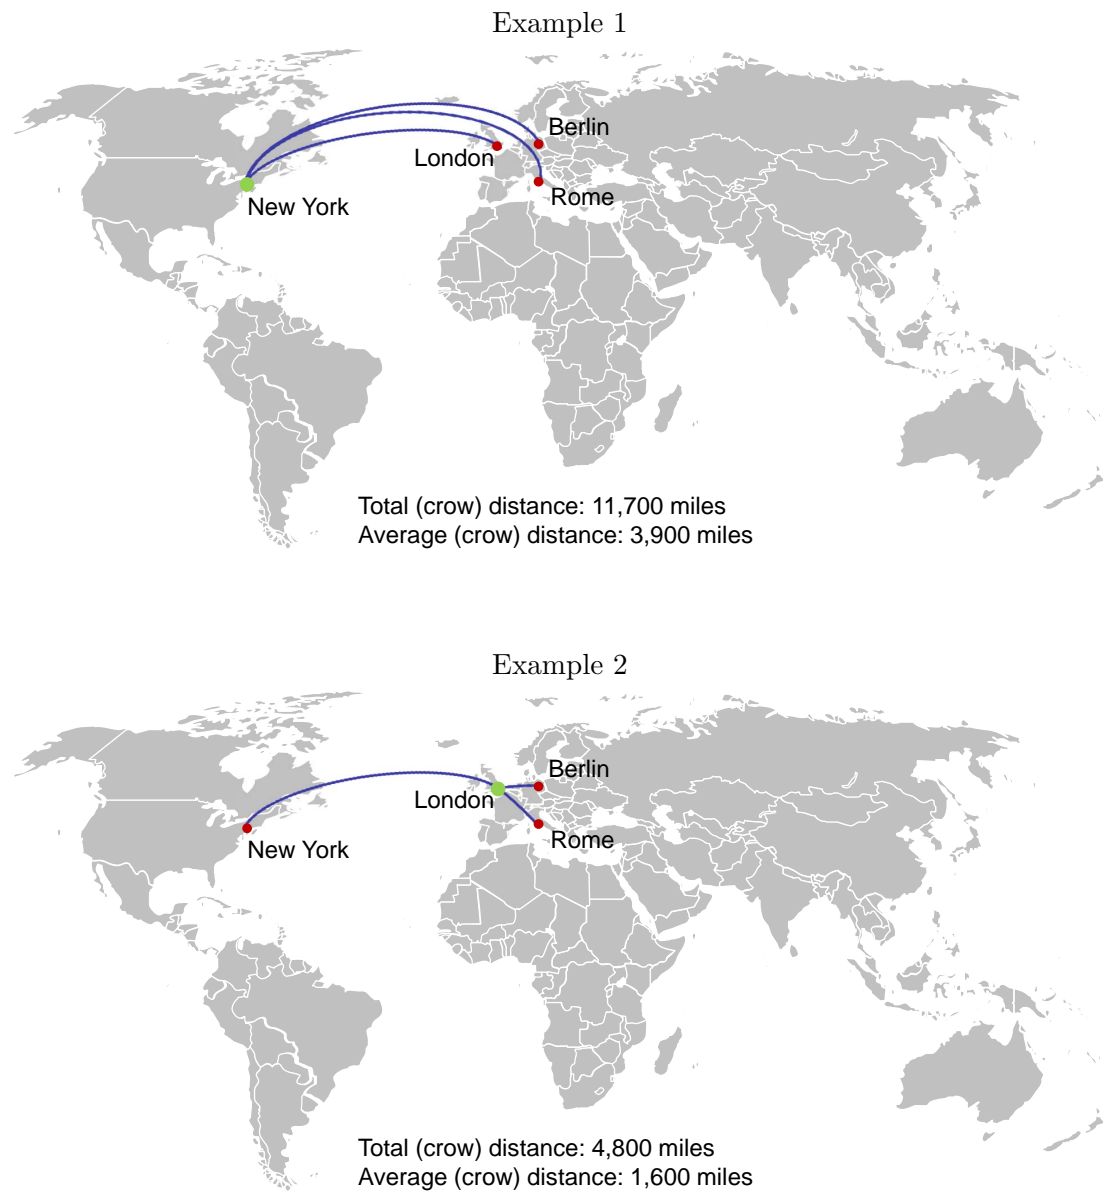 Example 1
Berlin
London
Rome
New York
Total (crow) distance: 11,700 miles
Average (crow) distance: 3,900 miles
Example 2
Berlin
London
Rome
New York
Total (crow) distance: 4,800 miles
Average (crow) distance: 1,600 miles